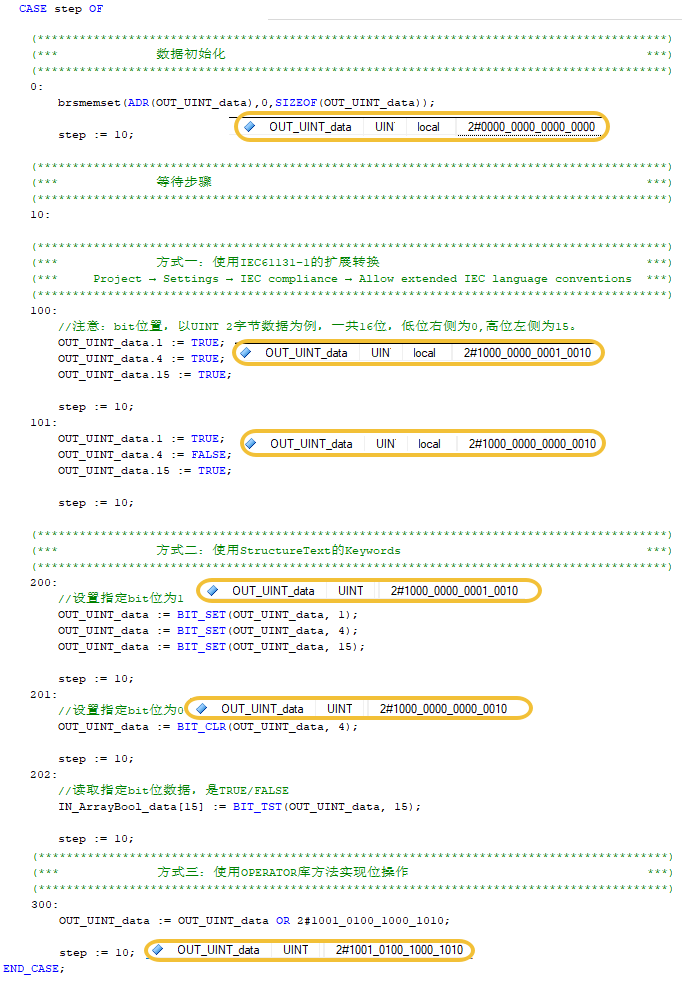 CASE step OF
(******************************************************************************************)
(*** 数据初始化 ***)
(******************************************************************************************)
0:
brsmemset(ADR(OUT_UINT_data),0,SIZEOF(OUT_UINT_data));
OUT_UINT_data UIN local 2#0000_0000_0000_0000
step := 10;
(******************************************************************************************)
(*** 等待步骤 ***)
(******************************************************************************************)
10:
(******************************************************************************************)
(*** 方式一: 使用IEC61131-1的扩展转换 ***)
(*** Project → Settings → IEC compliance → Allow extended IEC language conventions ***)
(******************************************************************************************)
100:
//注意: bit位置, 以UINT 2字节数据为例, 一共16位, 低位右侧为0,高位左侧为15。
OUT_UINT_data.1 := TRUE;
OUT_UINT_data.4 := TRUE; OUT_UINT_data UIN local 2#1000_0000_0001_0010
OUT_UINT_data.15 := TRUE;
step := 10;
101:
OUT_UINT_data.1 := TRUE; OUT_UINT_data UIN local 2#1000_0000_0000_0010
OUT_UINT_data.4 := FALSE;
OUT_UINT_data.15 := TRUE;
step := 10;
(******************************************************************************************)
(*** 方式二: 使用StructureText的Keywords ***)
(******************************************************************************************)
200:
OUT_UINT_data UINT 2#1000_0000_0001_0010
//设置指定bit位为1
OUT_UINT_data := BIT_SET(OUT_UINT_data, 1);
OUT_UINT_data := BIT_SET(OUT_UINT_data, 4);
OUT_UINT_data := BIT_SET(OUT_UINT_data, 15);
step := 10;
201:
//设置指定bit位为0 OUT_UINT_data UINT 2#1000_0000_0000_0010
OUT_UINT_data := BIT_CLR(OUT_UINT_data, 4);
step := 10;
202:
//读取指定bit位数据, 是TRUE/FALSE
IN_ArrayBool_data[15] := BIT_TST(OUT_UINT_data, 15);
step := 10;
(******************************************************************************************)
(*** 方式三: 使用OPERATOR库方法实现位操作 ***)
(******************************************************************************************)
300:
OUT_UINT_data := OUT_UINT_data OR 2#1001_0100_1000_1010;
step := 10; OUT_UINT_data UINT 2#1001_0100_1000_1010
END_CASE;